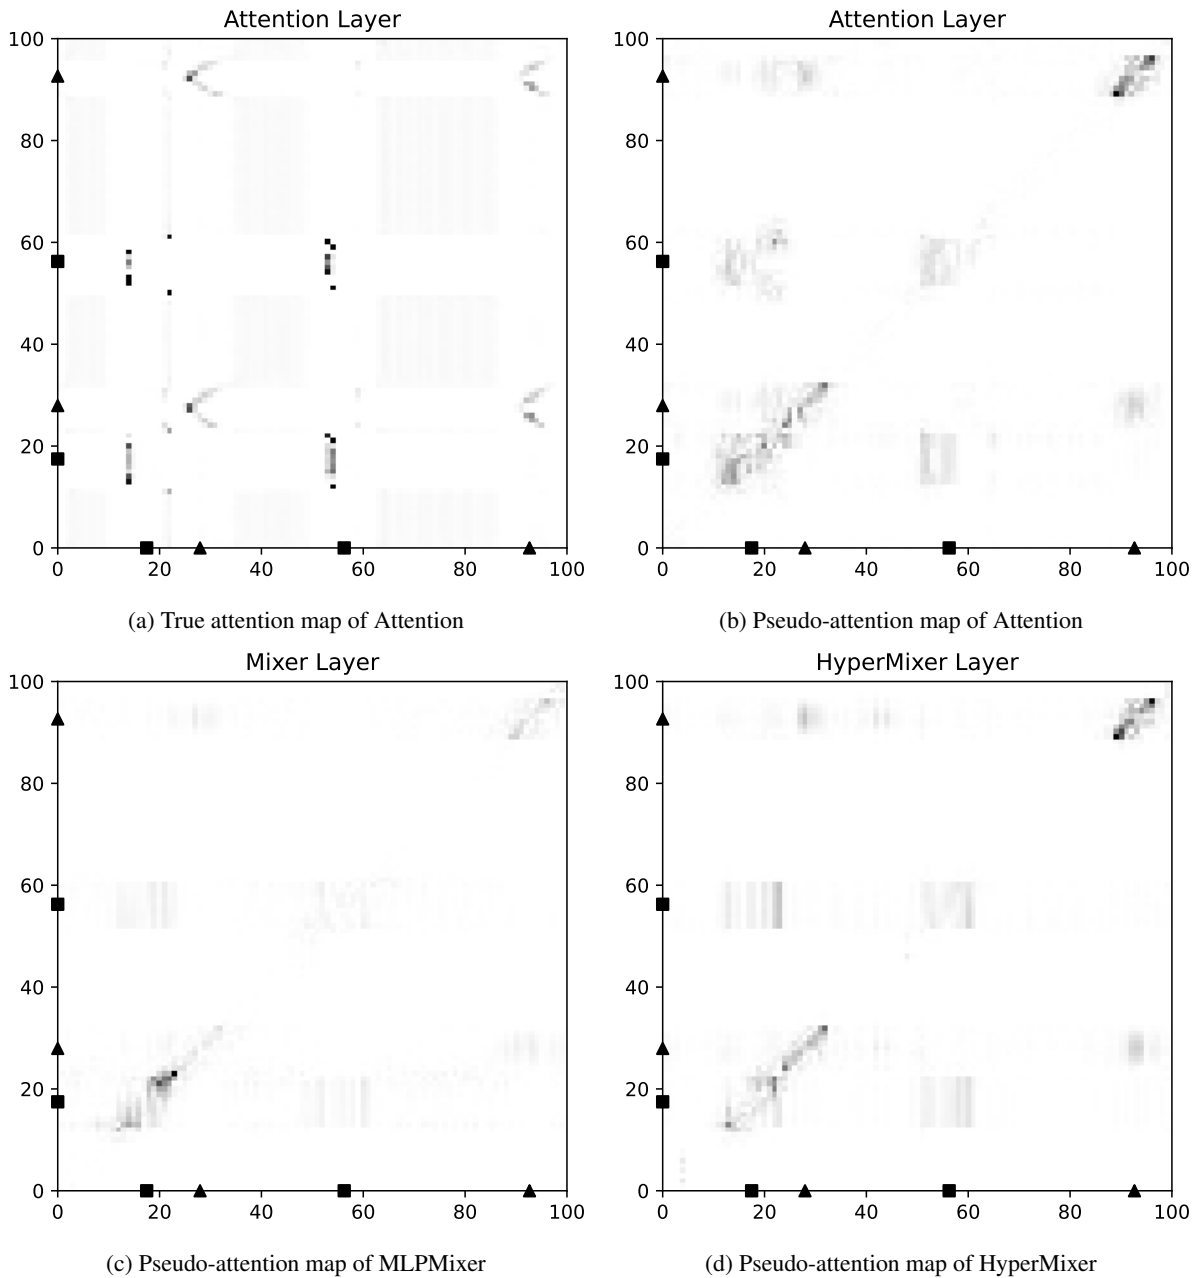 Attention Layer
100
80
60
40
20
0
0 20 40 60 80 100
(a) True attention map of Attention
Attention Layer
100
80
60
40
20
0
0 20 40 60 80 100
(b) Pseudo-attention map of Attention
Mixer Layer
100
80
60
40
20
0
0 20 40 60 80 100
(c) Pseudo-attention map of MLPMixer
HyperMixer Layer
100
80
60
40
20
0
0 20 40 60 80 100
(d) Pseudo-attention map of HyperMixer